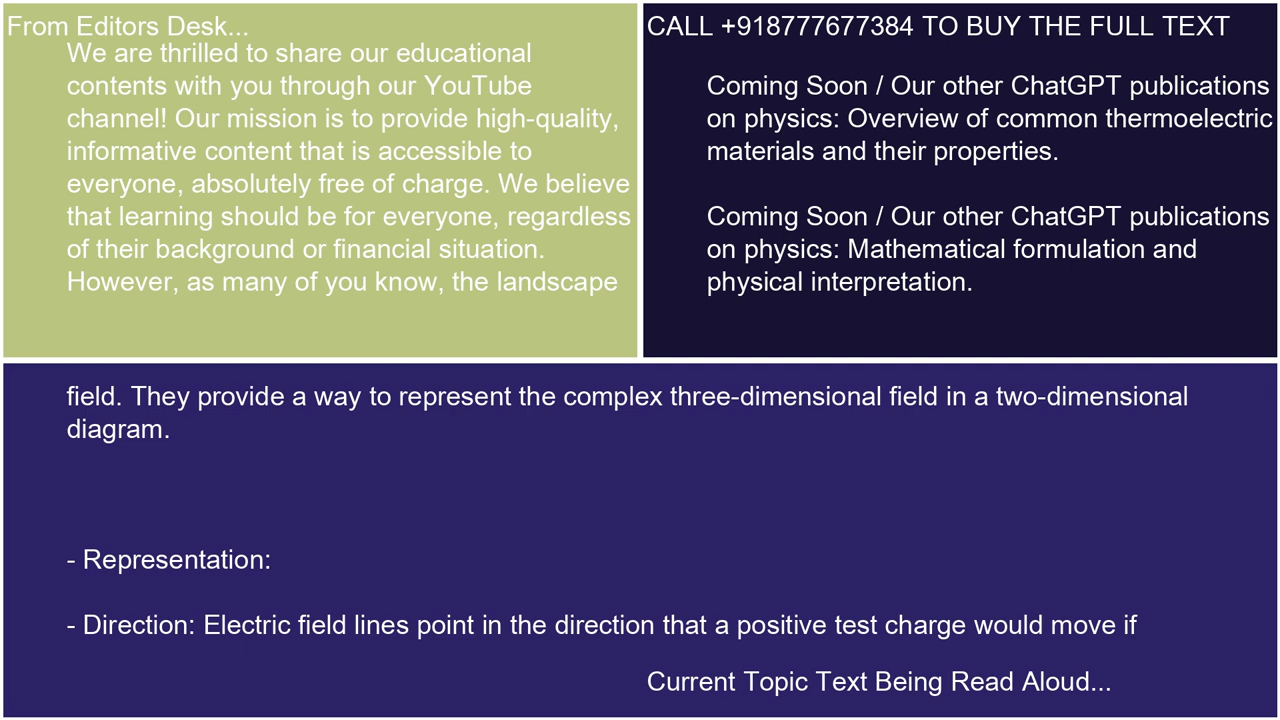 From Editors Desk...
We are thrilled to share our educational
contents with you through our YouTube
channel! Our mission is to provide high-quality,
informative content that is accessible to
everyone, absolutely free of charge. We believe
that learning should be for everyone, regardless
of their background or financial situation.
However, as many of you know, the landscape
CALL +918777677384 TO BUY THE FULL TEXT
Coming Soon / Our other ChatGPT publications
on physics: Overview of common thermoelectric
materials and their properties.
Coming Soon / Our other ChatGPT publications
on physics: Mathematical formulation and
physical interpretation.
field. They provide a way to represent the complex three-dimensional field in a two-dimensional
diagram.
- Representation:
- Direction: Electric field lines point in the direction that a positive test charge would move if
Current Topic Text Being Read Aloud...